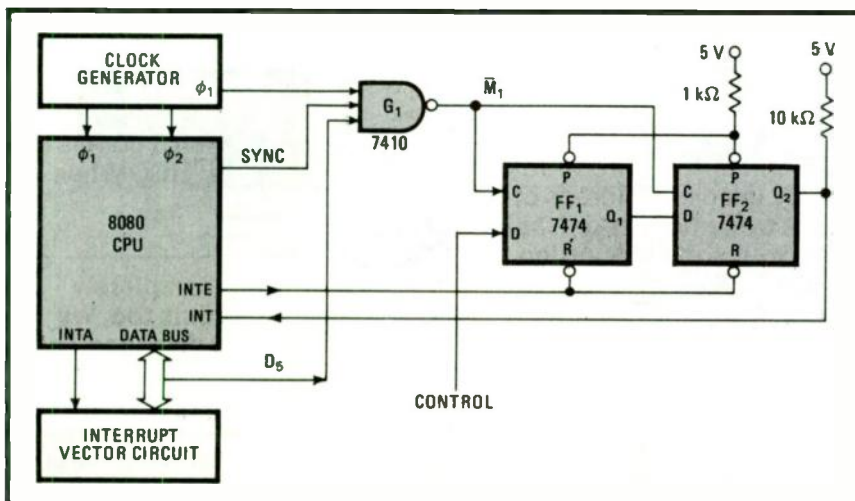 CLOCK
GENERATOR
ϕ₁
ϕ₁ ϕ₂
SYNC
8080
CPU
INTE
INT
INTA DATA BUS
D₅
INTERRUPT
VECTOR CIRCUIT
G₁
7410
M̅₁
5 V
1 kΩ
5 V
10 kΩ
P
C
FF₁
7474
Q₁
D
R
P
C
FF₂
7474
Q₂
D
R
CONTROL